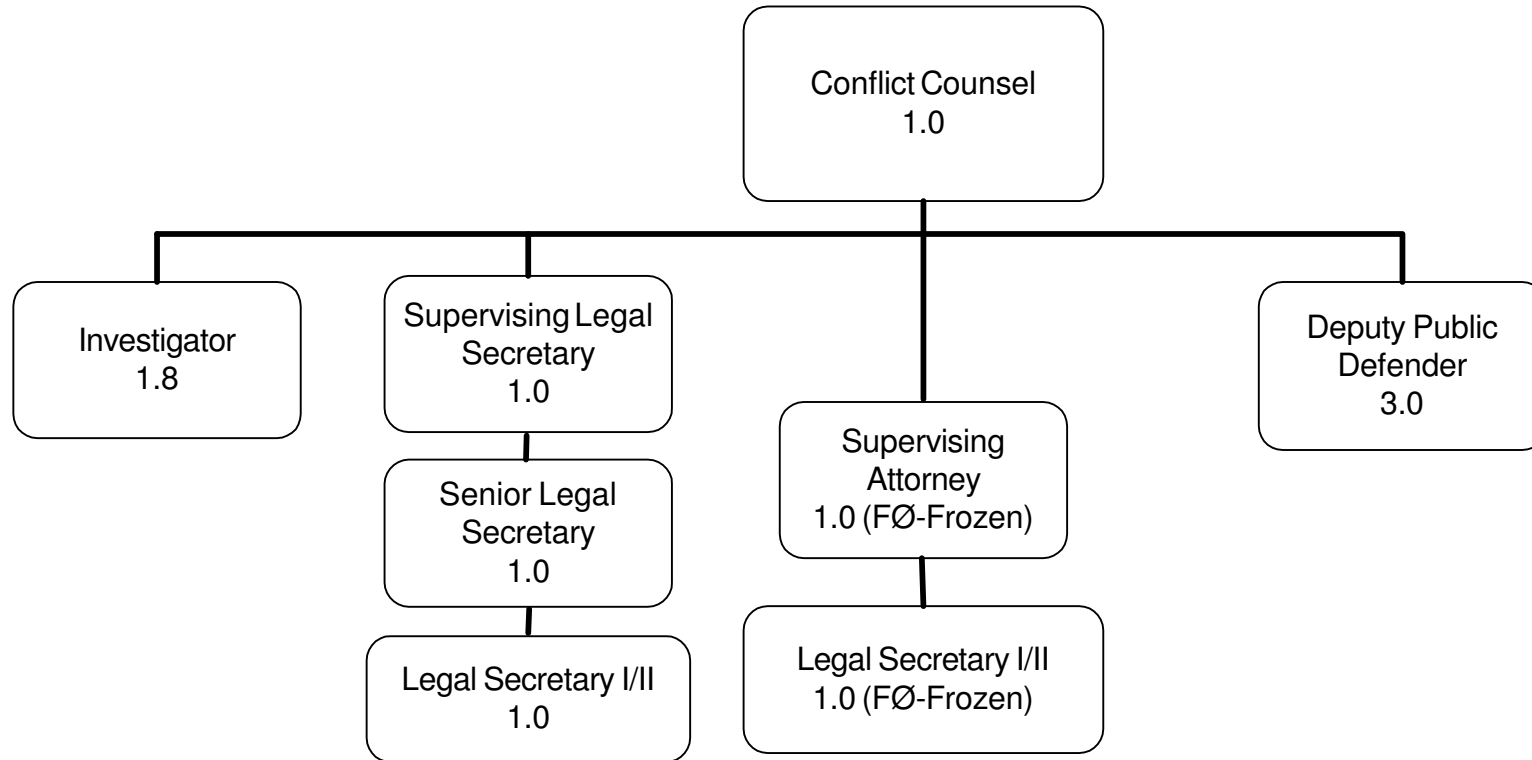 Conflict Counsel
1.0
Investigator
1.8
Supervising Legal
Secretary
1.0
Senior Legal
Secretary
1.0
Legal Secretary I/II
1.0
Supervising
Attorney
1.0 (FØ-Frozen)
Legal Secretary I/II
1.0 (FØ-Frozen)
Deputy Public
Defender
3.0